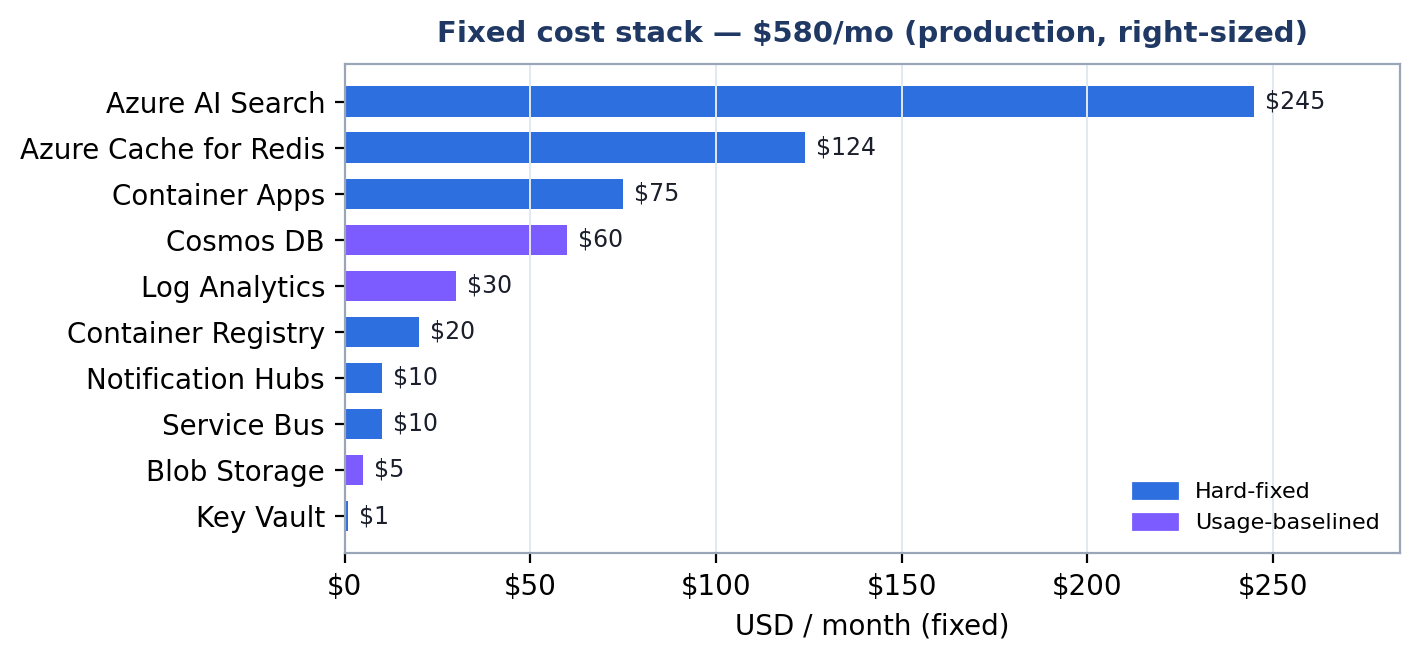 Fixed cost stack — $580/mo (production, right-sized)
Azure AI Search $245
Azure Cache for Redis $124
Container Apps $75
Cosmos DB $60
Log Analytics $30
Container Registry $20
Notification Hubs $10
Service Bus $10
Blob Storage $5
Key Vault $1
Hard-fixed
Usage-baselined
$0 $50 $100 $150 $200 $250
USD / month (fixed)